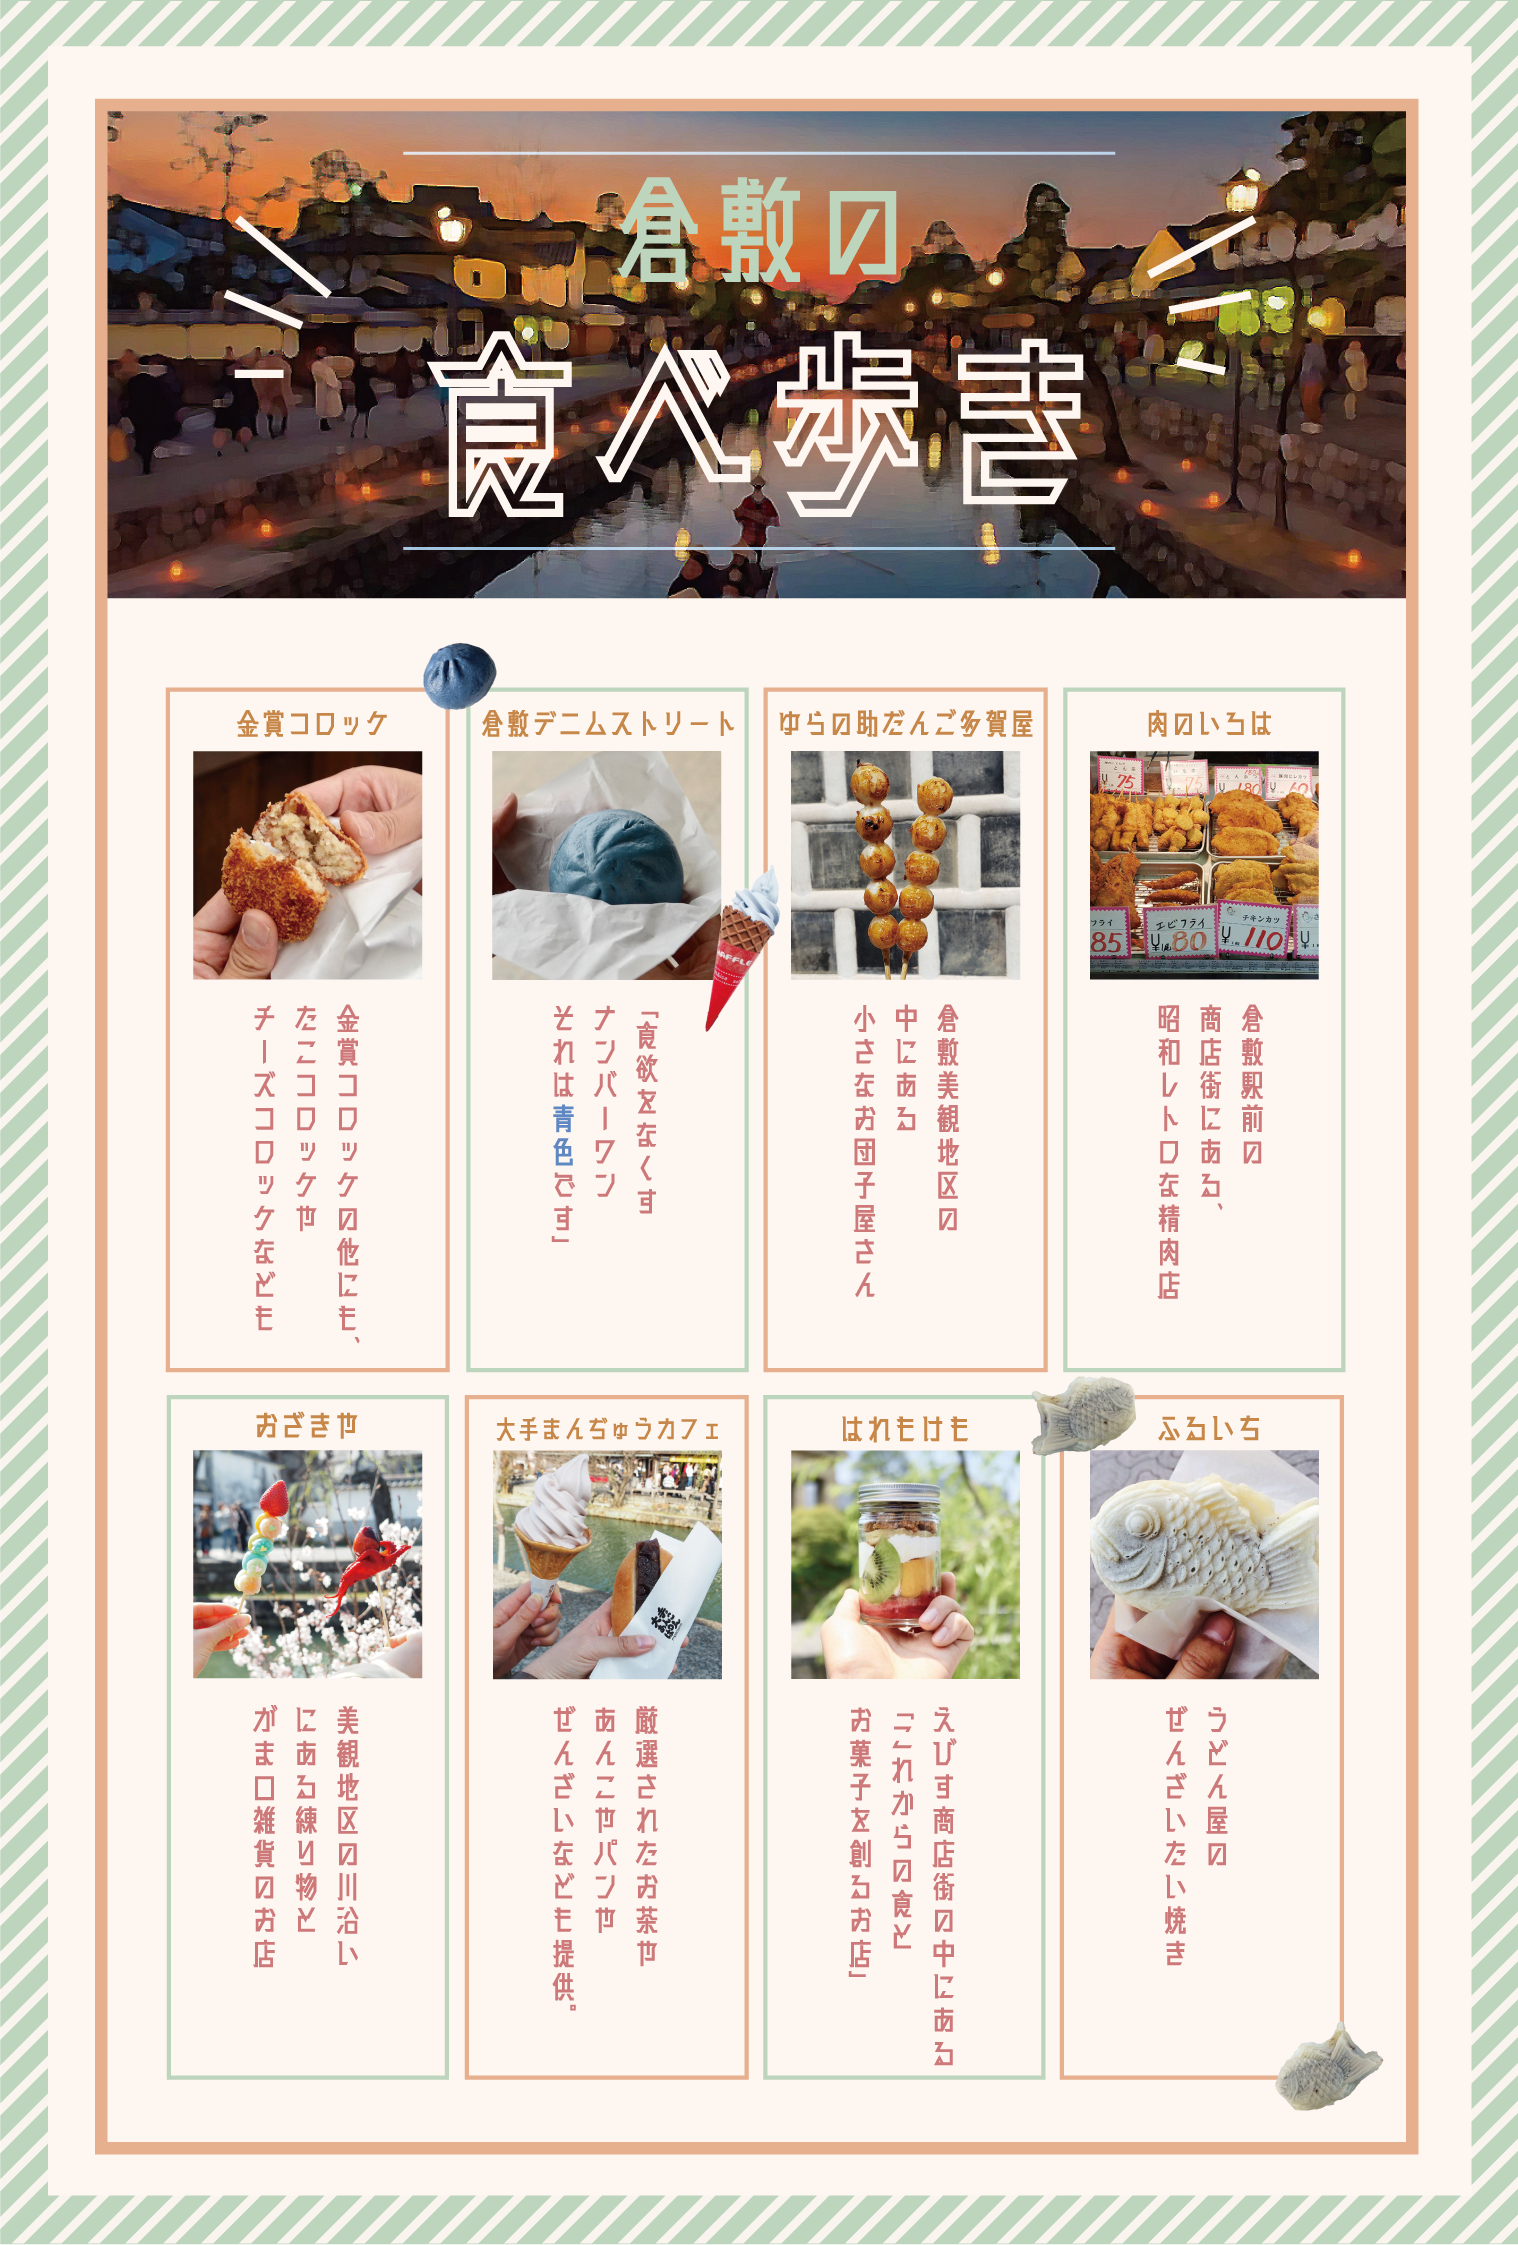 倉敷の
食べ歩き
金賞コロッケ
金賞コロッケの他にも、
たこコロッケや
チーズコロッケなども
倉敷デニムストリート
「食欲をなくす
ナンバーワン
それは青色です」
ゆらの助だんご多賀屋
倉敷美観地区の
中にある
小さなお団子屋さん
肉のいろは
¥75
75
180
60
フライ
85
エビフライ
¥80
チキンカツ
¥110
倉敷駅前の
商店街にある、
昭和レトロな精肉店
おざきや
美観地区の川沿い
にある練り物と
がま口雑貨のお店
大手まんぢゅうカフェ
厳選されたお茶や
あんこやパンや
ぜんざいなども提供。
はれもけも
えびす商店街の中にある
「これからの食と
お菓子を創るお店」
ふるいち
うどん屋の
ぜんざいたい焼き